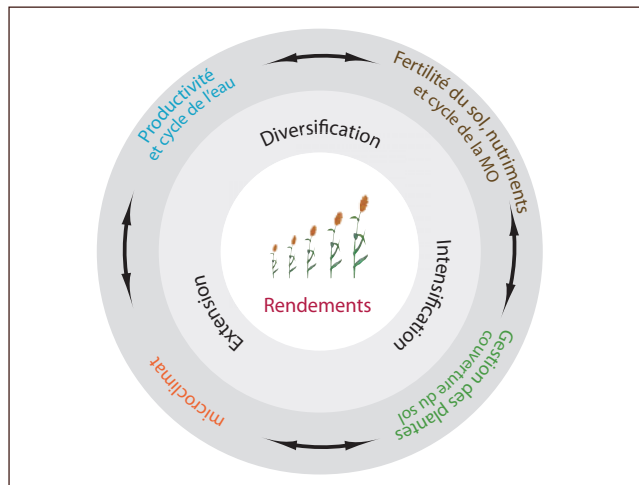 Productivité
et cycle de l'eau
Fertilité du sol, nutriments
et cycle de la MO
Diversification
Intensification
Extension
Rendements
microclimat
Gestion des plantes
couverture du sol